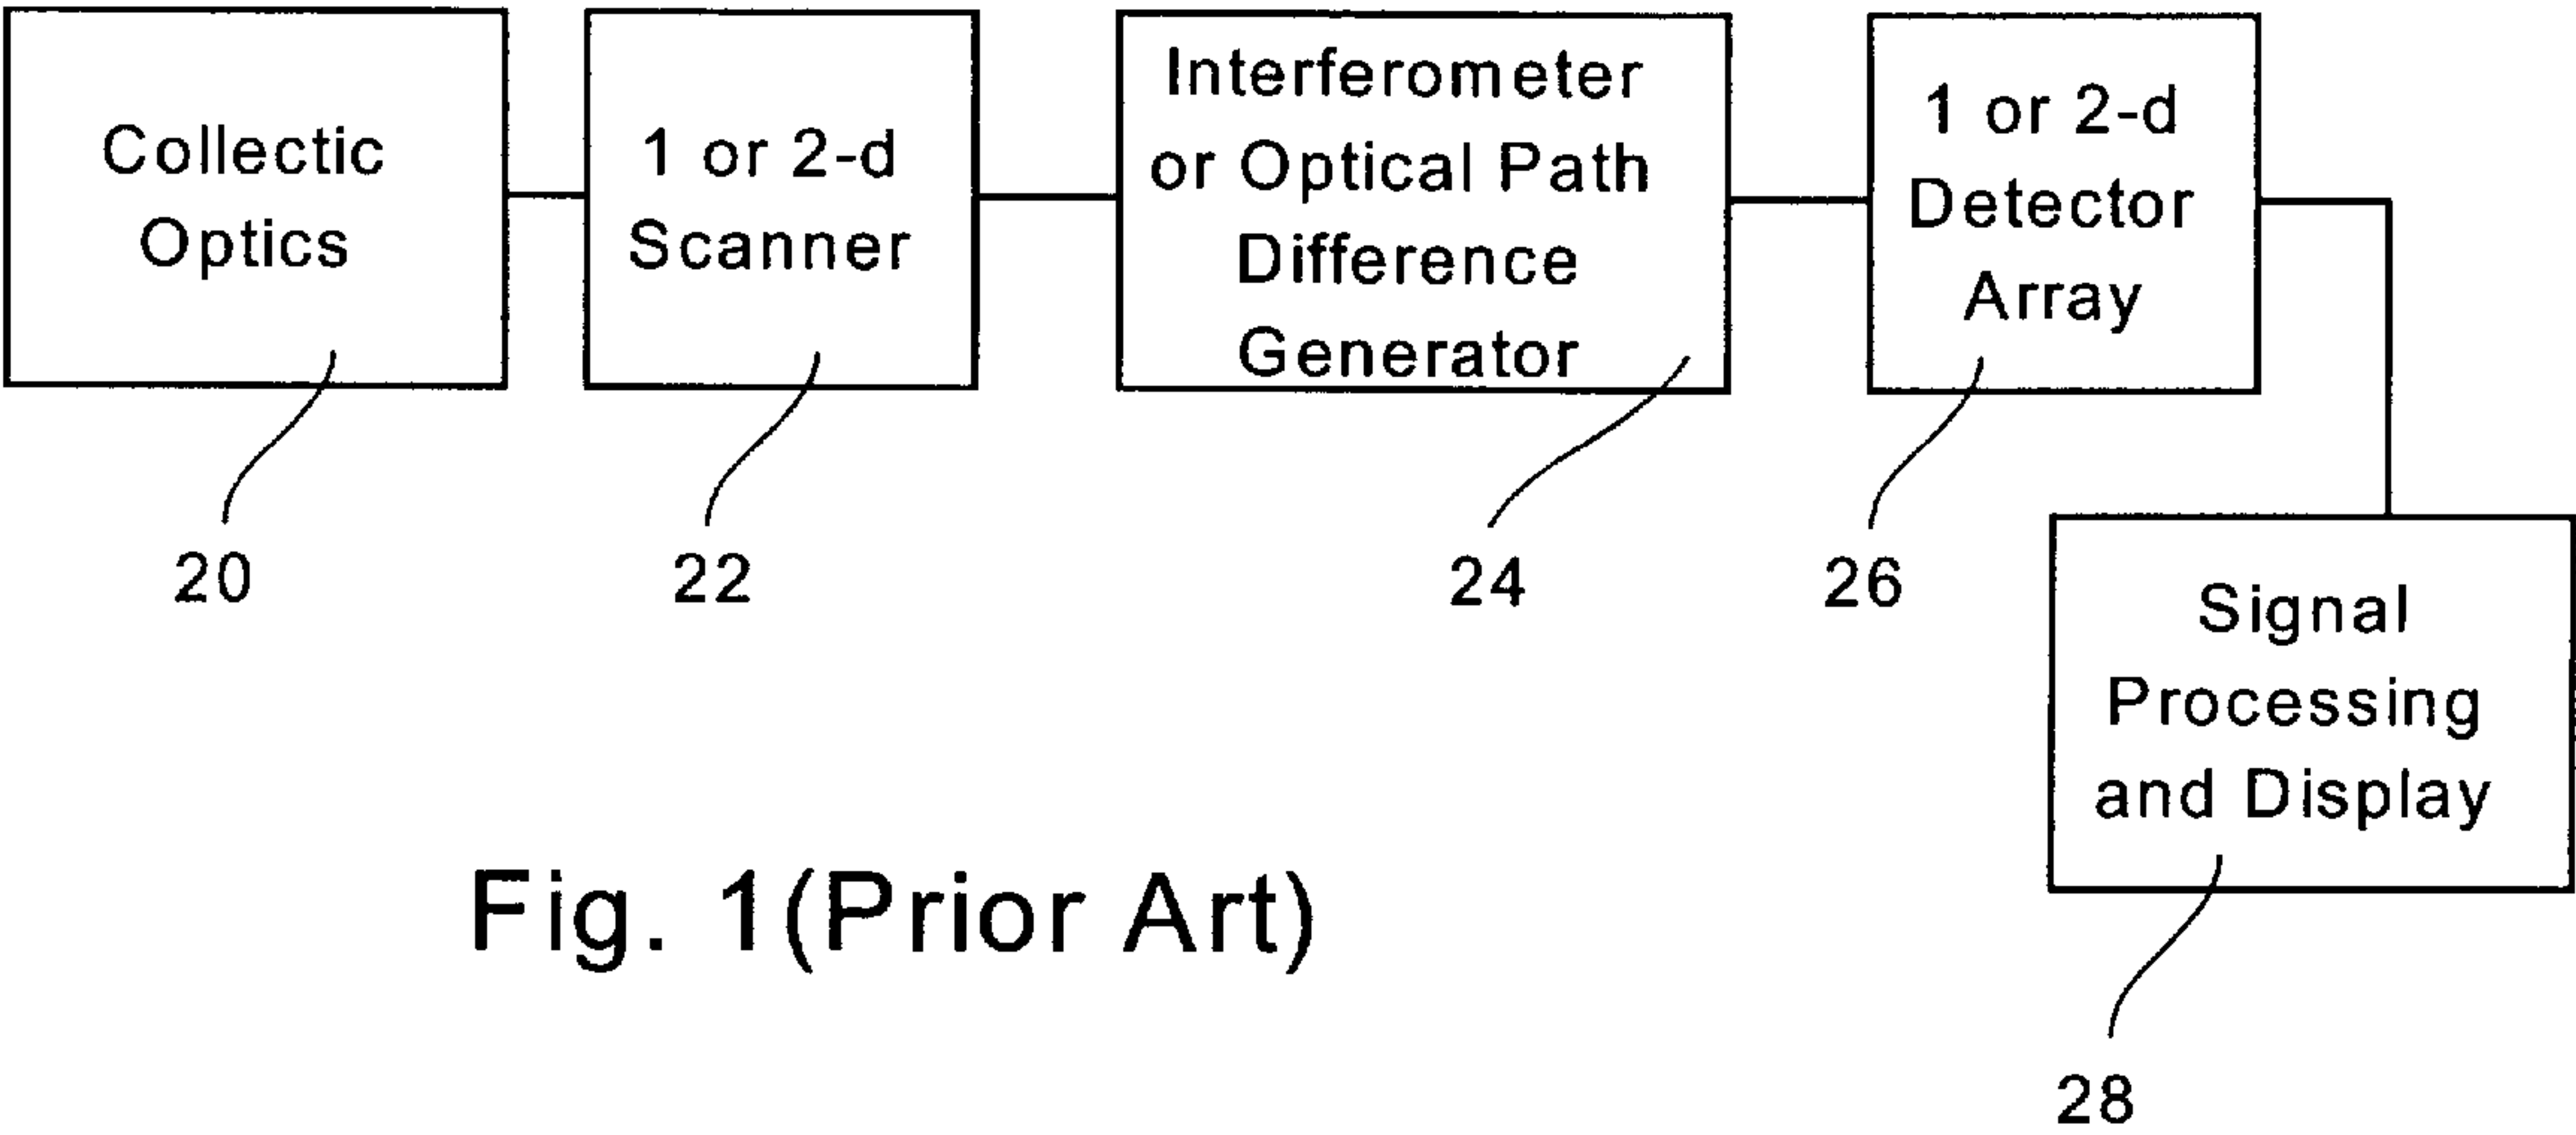 Collectic
Optics
1 or 2-d
Scanner
Interferometer
or Optical Path
Difference
Generator
1 or 2-d
Detector
Array
20
22
24
26
Signal
Processing
and Display
Fig. 1(Prior Art)
28